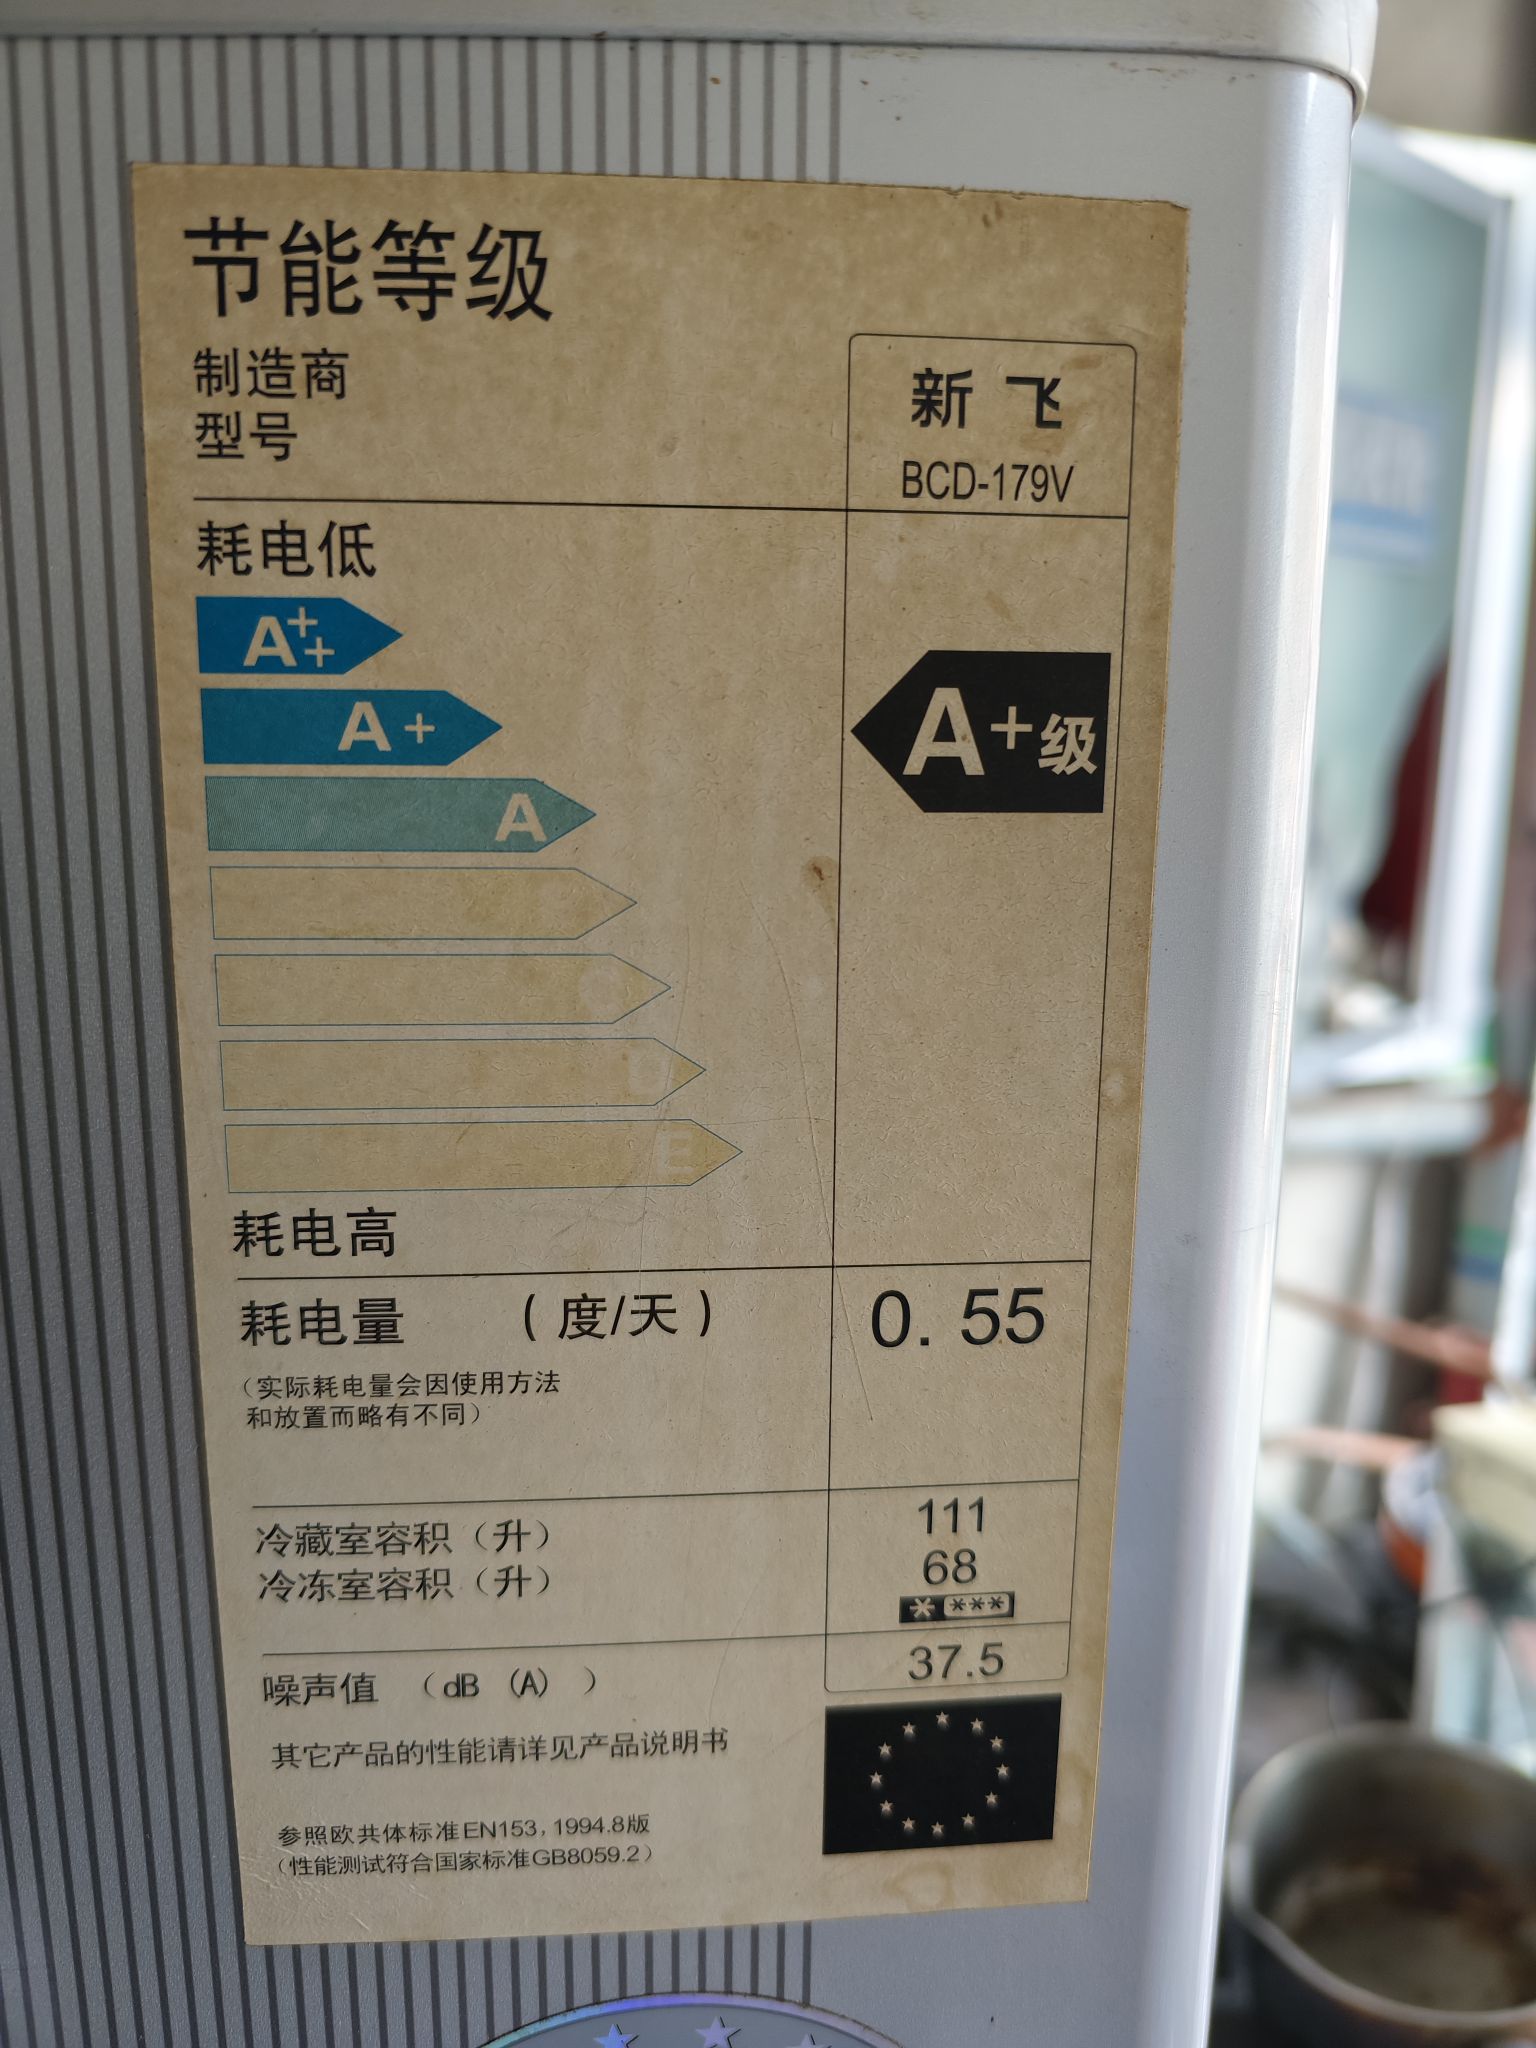 节能等级
制造商
新飞
型号
BCD-179V
耗电低
A++
A+
A+级
A
E
耗电高
耗电量 (度/天)
0.55
（实际耗电量会因使用方法
和放置而略有不同）
冷藏室容积（升）
111
冷冻室容积（升）
68
* ***
噪声值 （dB (A) ）
37.5
其它产品的性能请详见产品说明书
参照欧共体标准EN153, 1994.8版
（性能测试符合国家标准GB8059.2）